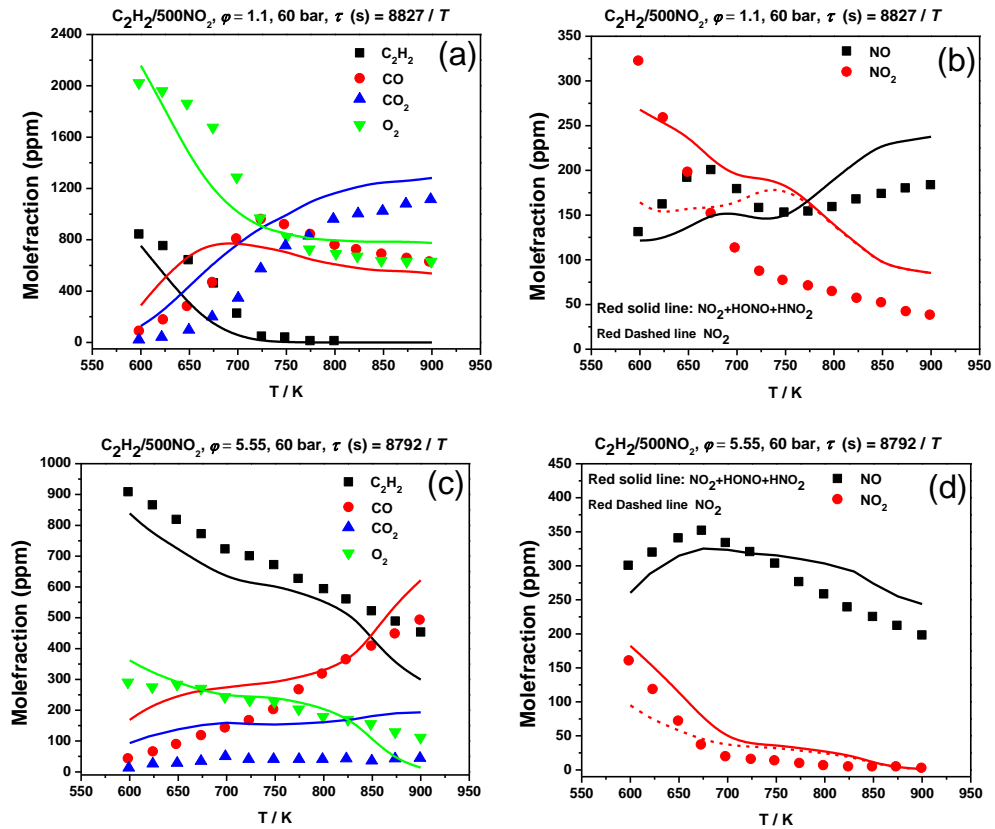 C₂H₂/500NO₂, φ = 1.1, 60 bar, τ (s) = 8827 / T
(a)
C₂H₂
CO
CO₂
O₂
2400
2000
1600
1200
800
400
0
Molefraction (ppm)
550 600 650 700 750 800 850 900 950
T / K
C₂H₂/500NO₂, φ = 1.1, 60 bar, τ (s) = 8827 / T
(b)
NO
NO₂
350
300
250
200
150
100
50
0
Molefraction (ppm)
Red solid line: NO₂+HONO+HNO₂
Red Dashed line NO₂
550 600 650 700 750 800 850 900 950
T / K
C₂H₂/500NO₂, φ = 5.55, 60 bar, τ (s) = 8792 / T
(c)
C₂H₂
CO
CO₂
O₂
1000
900
800
700
600
500
400
300
200
100
0
Molefraction (ppm)
550 600 650 700 750 800 850 900 950
T / K
C₂H₂/500NO₂, φ = 5.55, 60 bar, τ (s) = 8792 / T
(d)
Red solid line: NO₂+HONO+HNO₂
Red Dashed line NO₂
NO
NO₂
450
400
350
300
250
200
150
100
50
0
Molefraction (ppm)
550 600 650 700 750 800 850 900 950
T / K